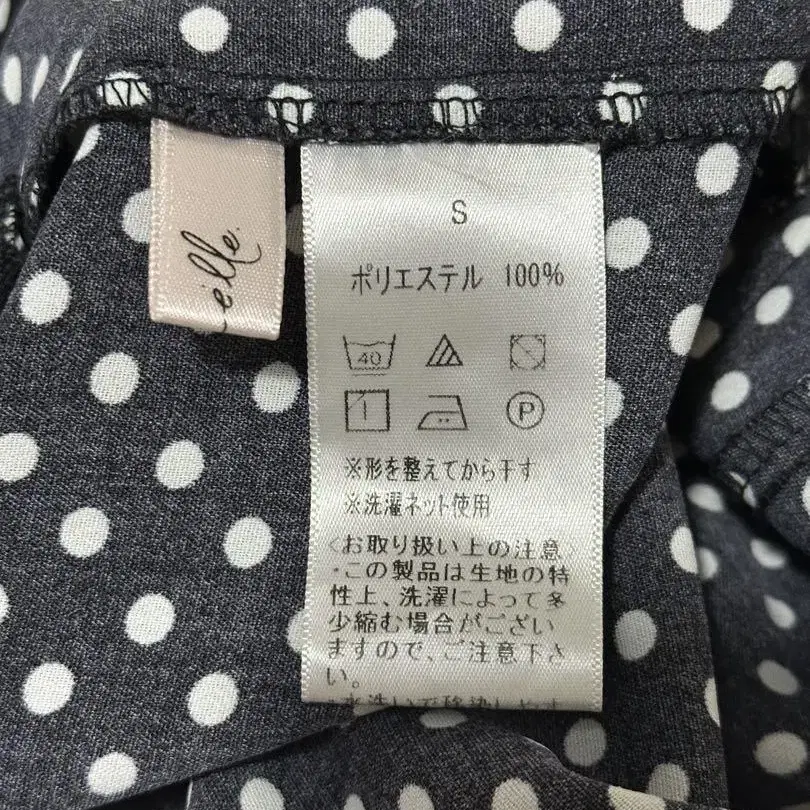 elle.
S
ポリエステル 100%
40
P
※形を整えてから干す
※洗濯ネット使用
〈お取り扱い上の注意〉
・この製品は生地の特
性上、洗濯によって多
少縮む場合がござい
ますので、ご注意下さ
い。